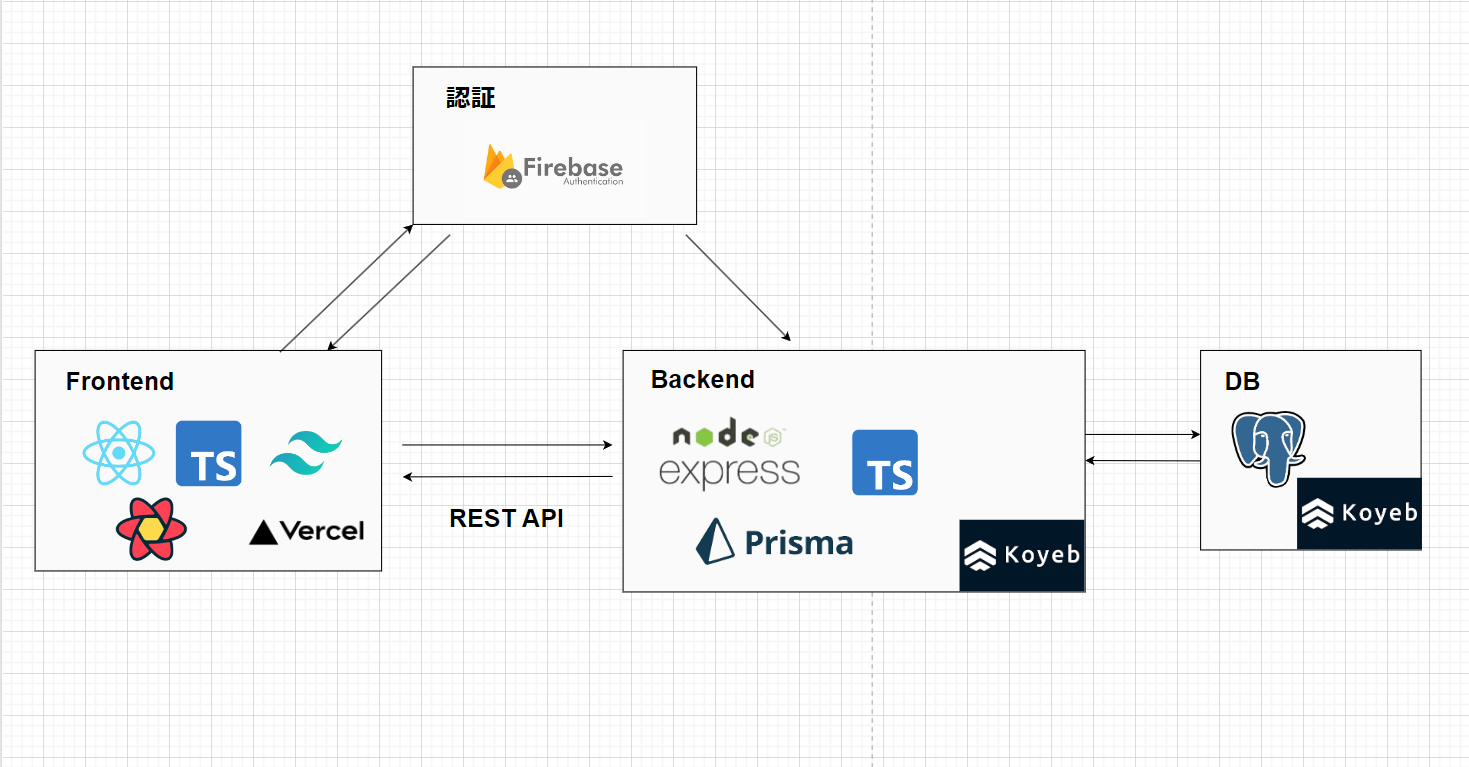 認証
Firebase
Authentication
Frontend
TS
Vercel
REST API
Backend
node
JS
express
TS
Prisma
Koyeb
DB
Koyeb